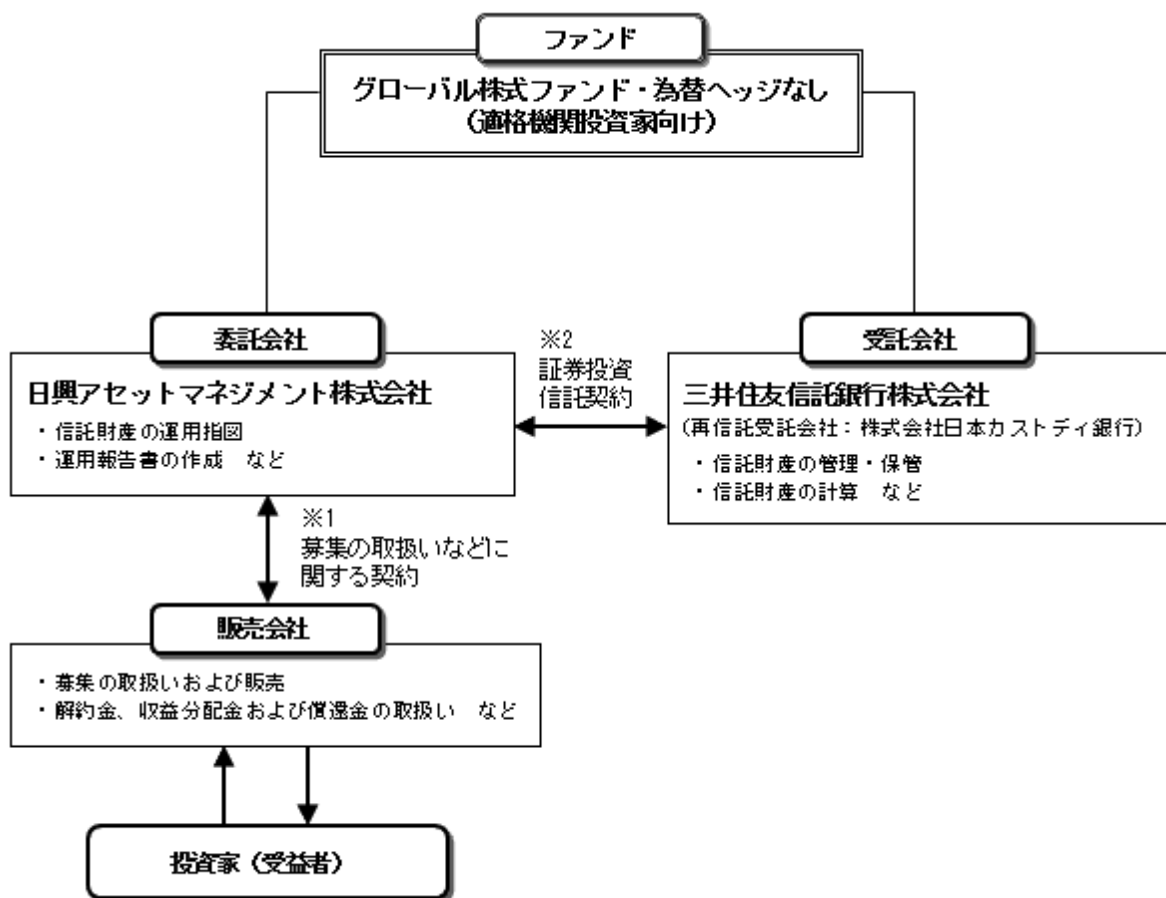 ファンド
グローバル株式ファンド・為替ヘッジなし
（適格機関投資家向け）
委託会社
日興アセットマネジメント株式会社
・信託財産の運用指図
・運用報告書の作成　など
※2
証券投資
信託契約
受託会社
三井住友信託銀行株式会社
（再信託受託会社：株式会社日本カストディ銀行）
・信託財産の管理・保管
・信託財産の計算　など
※1
募集の取扱いなどに
関する契約
販売会社
・募集の取扱いおよび販売
・解約金、収益分配金および償還金の取扱い　など
投資家（受益者）